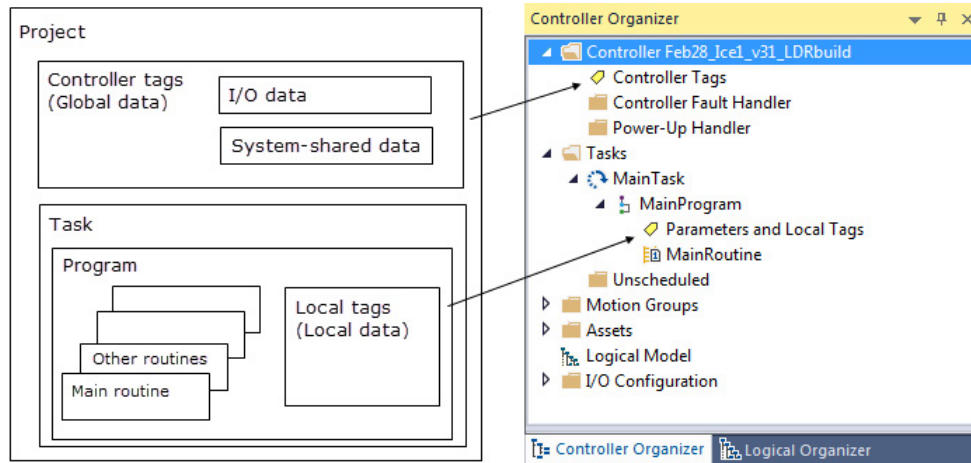 Project
Controller tags
(Global data)
I/O data
System-shared data
Task
Program
Other routines
Main routine
Local tags
(Local data)
Controller Organizer
Controller Feb28_Ice1_v31_LDRbuild
Controller Tags
Controller Fault Handler
Power-Up Handler
Tasks
MainTask
MainProgram
Parameters and Local Tags
MainRoutine
Unscheduled
Motion Groups
Assets
Logical Model
I/O Configuration
Controller Organizer
Logical Organizer